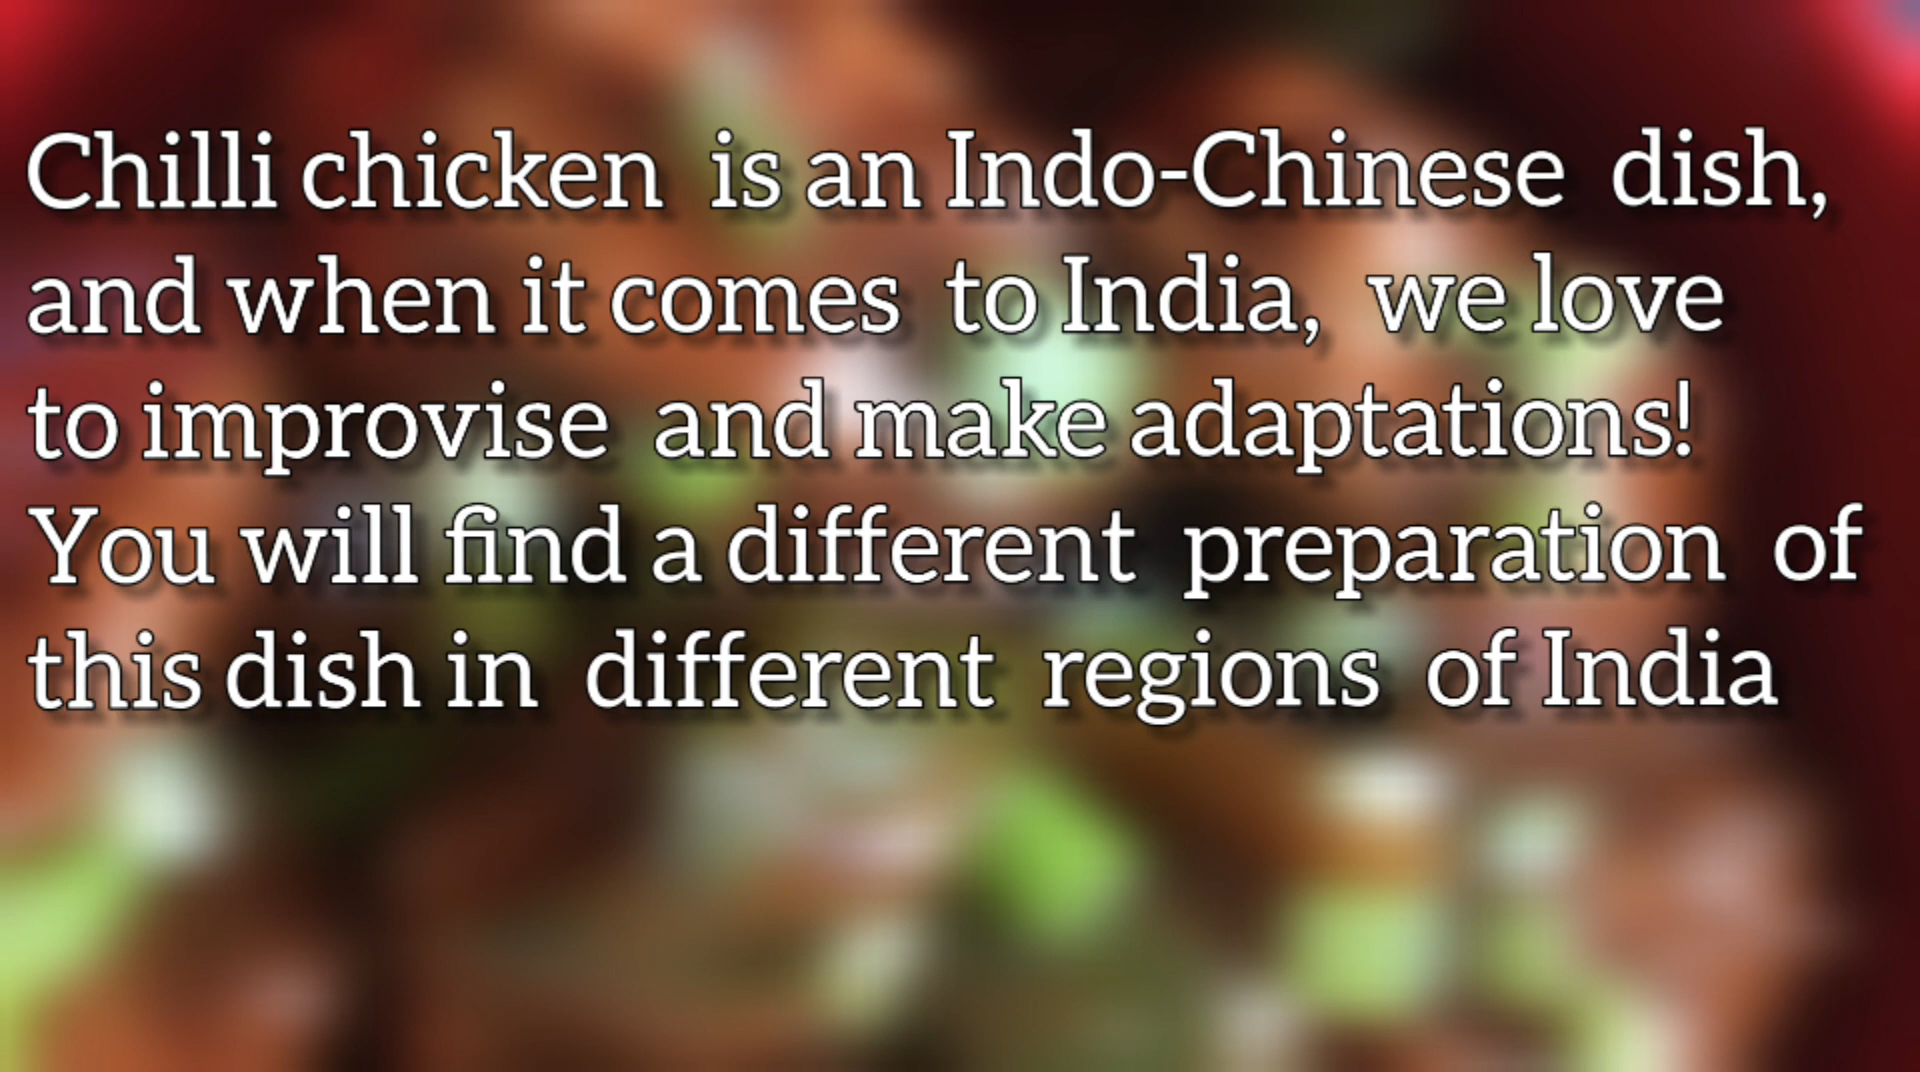 Chilli chicken is an Indo-Chinese dish,
and when it comes to India, we love
to improvise and make adaptations!
You will find a different preparation of
this dish in different regions of India